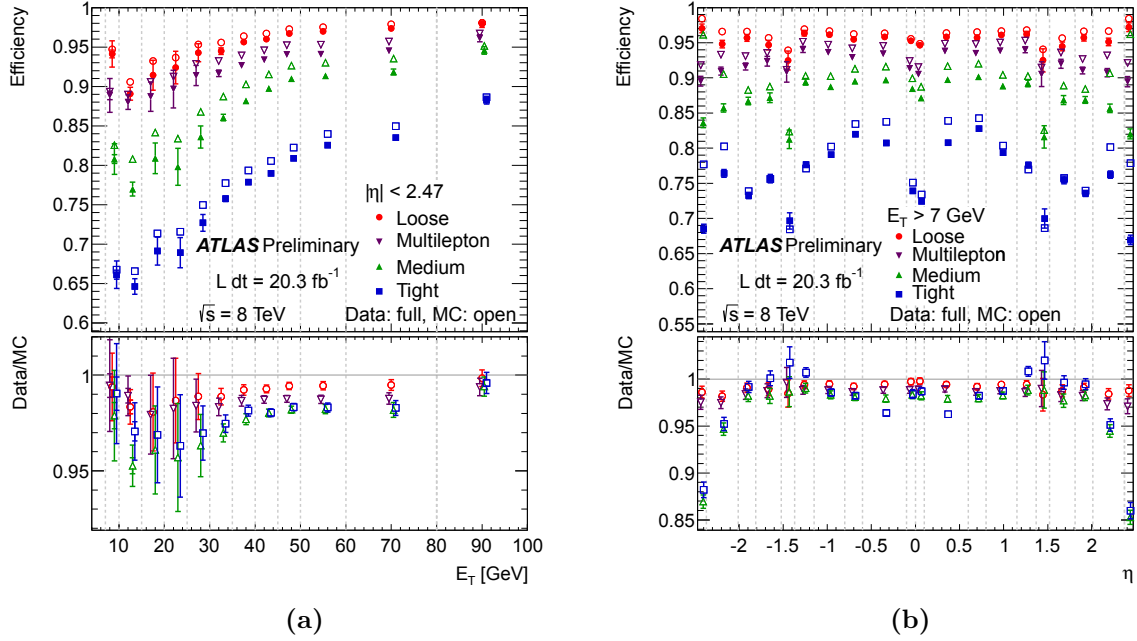 Efficiency
1
0.95
0.9
0.85
0.8
0.75
0.7
0.65
0.6
|η| < 2.47
Loose
Multilepton
Medium
Tight
ATLAS Preliminary
L dt = 20.3 fb-1
√s = 8 TeV
Data: full, MC: open
Data/MC
1
0.95
10 20 30 40 50 60 70 80 90 100
ET [GeV]
(a)
Efficiency
1
0.95
0.9
0.85
0.8
0.75
0.7
0.65
0.6
0.55
ET > 7 GeV
Loose
Multilepton
Medium
Tight
ATLAS Preliminary
L dt = 20.3 fb-1
√s = 8 TeV
Data: full, MC: open
Data/MC
1
0.95
0.9
0.85
-2 -1.5 -1 -0.5 0 0.5 1 1.5 2
η
(b)